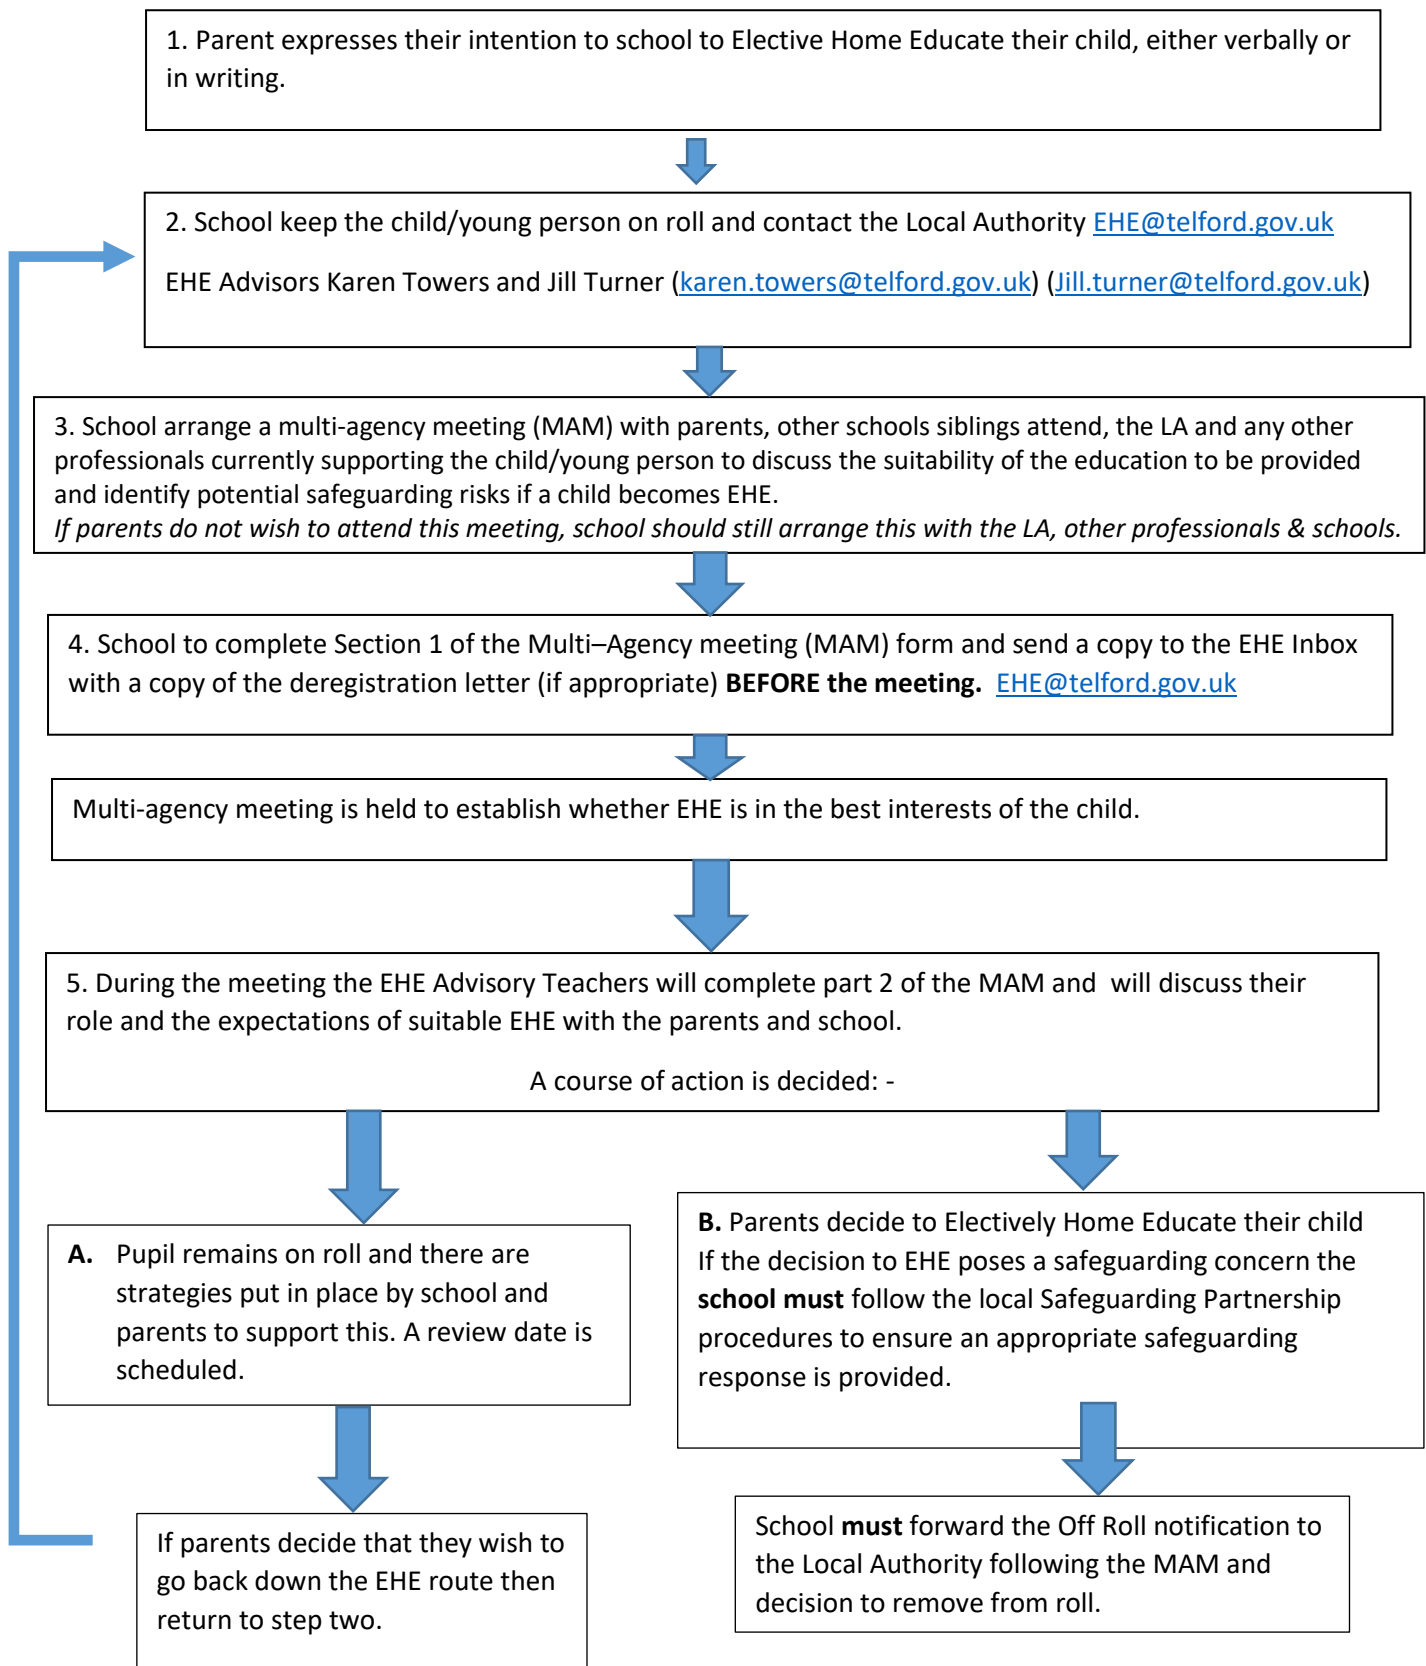 1. Parent expresses their intention to school to Elective Home Educate their child, either verbally or
in writing.
2. School keep the child/young person on roll and contact the Local Authority EHE@telford.gov.uk
EHE Advisors Karen Towers and Jill Turner (karen.towers@telford.gov.uk) (Jill.turner@telford.gov.uk)
3. School arrange a multi-agency meeting (MAM) with parents, other schools siblings attend, the LA and any other
professionals currently supporting the child/young person to discuss the suitability of the education to be provided
and identify potential safeguarding risks if a child becomes EHE.
If parents do not wish to attend this meeting, school should still arrange this with the LA, other professionals & schools.
4. School to complete Section 1 of the Multi–Agency meeting (MAM) form and send a copy to the EHE Inbox
with a copy of the deregistration letter (if appropriate) BEFORE the meeting. EHE@telford.gov.uk
Multi-agency meeting is held to establish whether EHE is in the best interests of the child.
5. During the meeting the EHE Advisory Teachers will complete part 2 of the MAM and will discuss their
role and the expectations of suitable EHE with the parents and school.
A course of action is decided: -
A. Pupil remains on roll and there are
strategies put in place by school and
parents to support this. A review date is
scheduled.
B. Parents decide to Electively Home Educate their child
If the decision to EHE poses a safeguarding concern the
school must follow the local Safeguarding Partnership
procedures to ensure an appropriate safeguarding
response is provided.
If parents decide that they wish to
go back down the EHE route then
return to step two.
School must forward the Off Roll notification to
the Local Authority following the MAM and
decision to remove from roll.